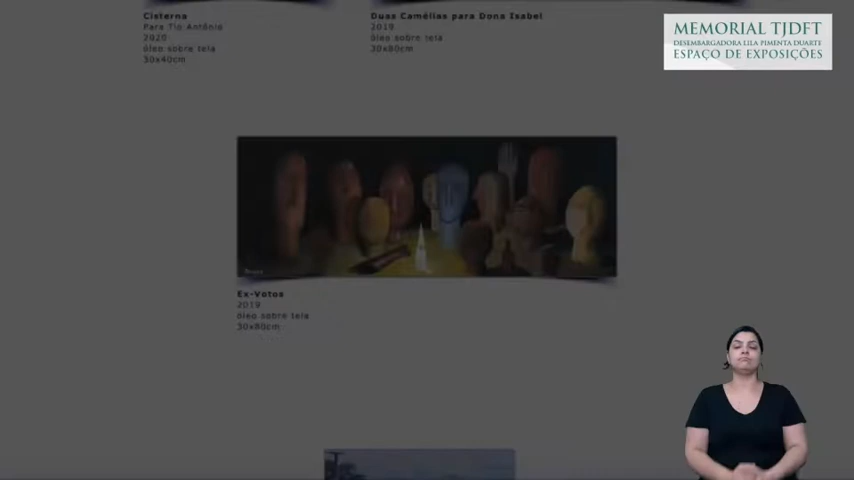 Cisterna
Para Tio Antônio
2020
óleo sobre tela
30x40cm
Duas Camélias para Dona Isabel
2019
óleo sobre tela
30x80cm
MEMORIAL TJDFT
DESEMBARGADORA LILA PIMENTA DUARTE
ESPAÇO DE EXPOSIÇÕES
Ex-Votos
2019
óleo sobre tela
30x80cm